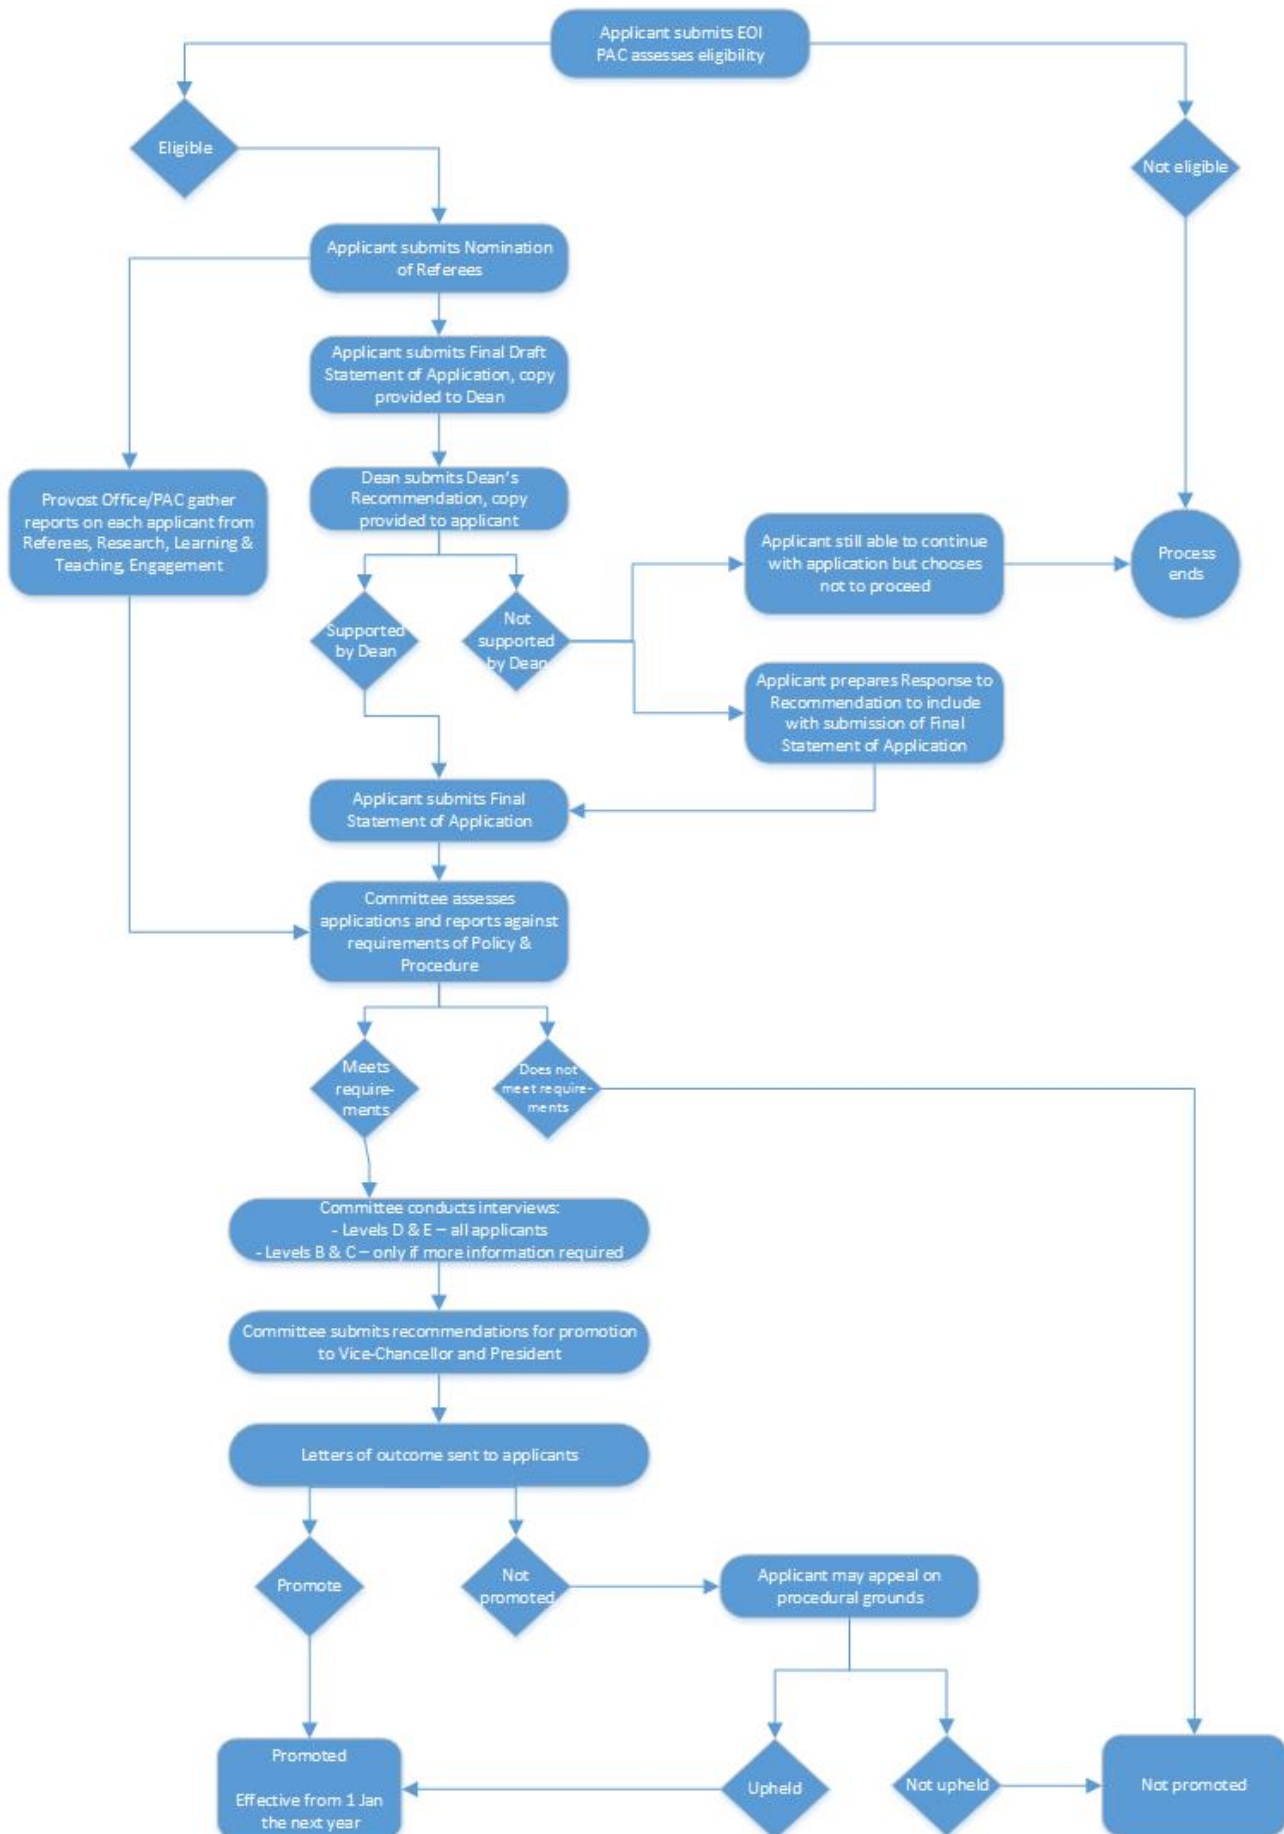 Applicant submits EOI
PAC assesses eligibility
Eligible
Not eligible
Applicant submits Nomination
of Referees
Applicant submits Final Draft
Statement of Application, copy
provided to Dean
Provost Office/PAC gather
reports on each applicant from
Referees, Research, Learning &
Teaching, Engagement
Dean submits Dean's
Recommendation, copy
provided to applicant
Applicant still able to continue
with application but chooses
not to proceed
Process
ends
Supported
by Dean
Not
supported
by Dean
Applicant prepares Response to
Recommendation to include
with submission of Final
Statement of Application
Applicant submits Final
Statement of Application
Committee assesses
applications and reports against
requirements of Policy &
Procedure
Meets
require-
ments
Does not
meet require-
ments
Committee conducts interviews:
- Levels D & E – all applicants
- Levels B & C – only if more information required
Committee submits recommendations for promotion
to Vice-Chancellor and President
Letters of outcome sent to applicants
Promote
Not
promoted
Applicant may appeal on
procedural grounds
Promoted
Effective from 1 Jan
the next year
Upheld
Not upheld
Not promoted